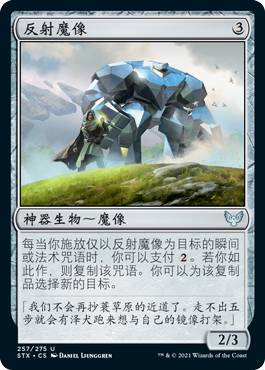 反射魔像 3
神器生物～魔像
每当你施放仅以反射魔像为目标的瞬间
或法术咒语时，你可以支付 2。若你如
此作，则复制该咒语。你可以为该复制
品选择新的目标。
「我们不会再抄蓑草原的近道了。走不出五
步就会有泽犬跑来想与自己的镜像打架。」
257/275 U
STX • CS DANIEL LJUNGGREN
2/3
™ & © 2021 Wizards of the Coast